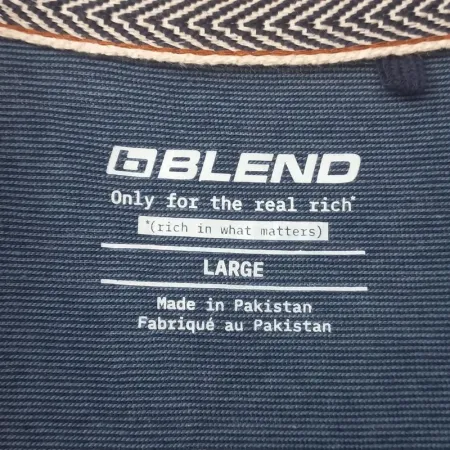 BLEND
Only for the real rich*
*(rich in what matters)
LARGE
Made in Pakistan
Fabriqué au Pakistan